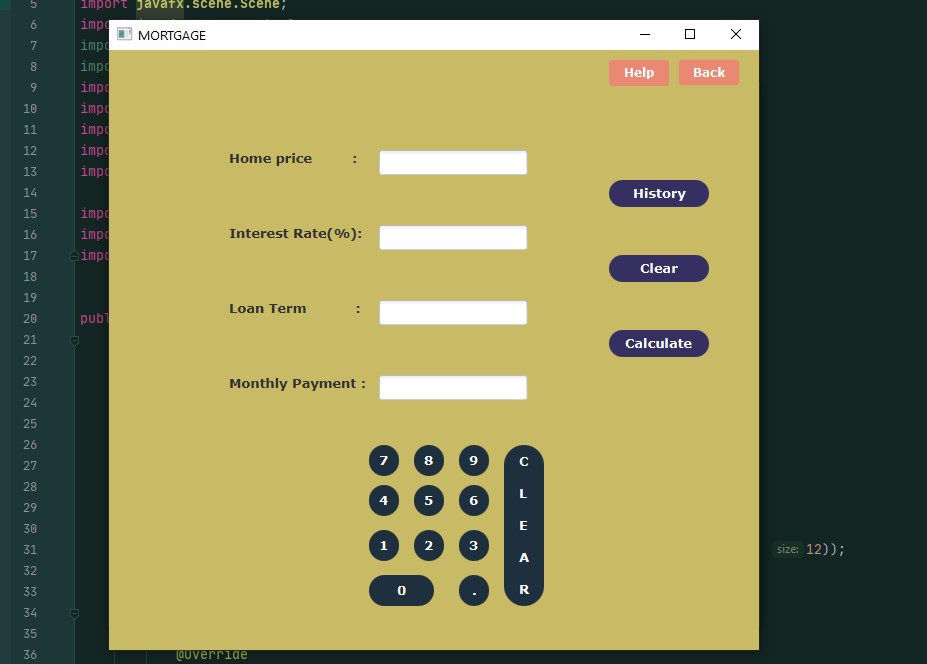 5 import javafx.scene.Scene;
MORTGAGE
6 impo
7 impo
8 impo
9 impo
10 impo
11 impo
12 impo
13 impo
14
15 impo
16 impo
17 impo
18
19
20 publ
21
22
23
24
25
26
27
28
29
30
31 size: 12));
32
33
34
35
36 @Override
Help Back
Home price :
History
Interest Rate(%):
Clear
Loan Term :
Calculate
Monthly Payment :
7 8 9 C
L
4 5 6
E
1 2 3
A
0 . R